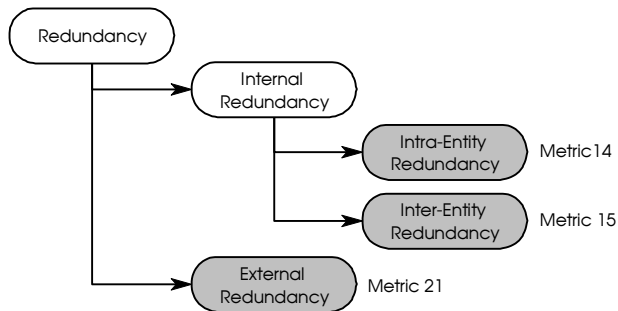 Redundancy
Internal
Redundancy
Intra-Entity
Redundancy
Metric14
Inter-Entity
Redundancy
Metric 15
External
Redundancy
Metric 21